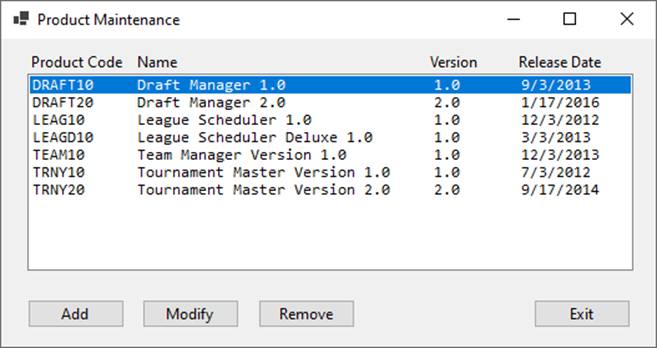 Product Maintenance
Product Code Name Version Release Date
DRAFT10 Draft Manager 1.0 1.0 9/3/2013
DRAFT20 Draft Manager 2.0 2.0 1/17/2016
LEAG10 League Scheduler 1.0 1.0 12/3/2012
LEAGD10 League Scheduler Deluxe 1.0 1.0 3/3/2013
TEAM10 Team Manager Version 1.0 1.0 12/3/2013
TRNY10 Tournament Master Version 1.0 1.0 7/3/2012
TRNY20 Tournament Master Version 2.0 2.0 9/17/2014
Add Modify Remove Exit